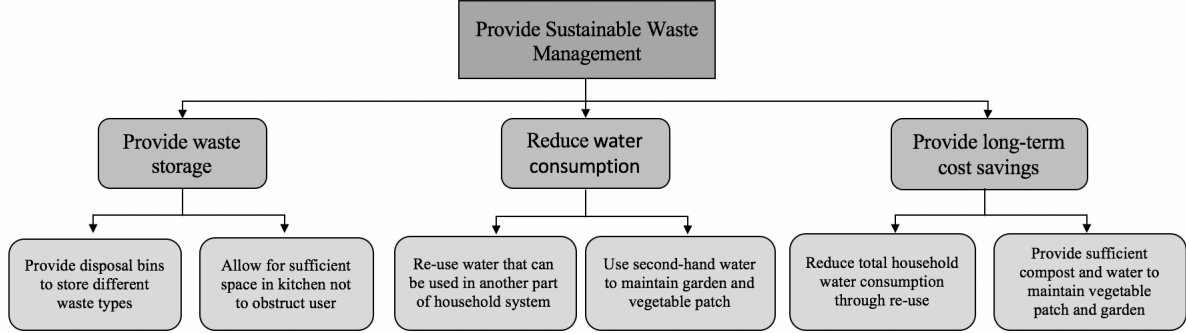 Provide Sustainable Waste
Management
Provide waste
storage
Reduce water
consumption
Provide long-term
cost savings
Provide disposal bins
to store different
waste types
Allow for sufficient
space in kitchen not
to obstruct user
Re-use water that can
be used in another part
of household system
Use second-hand water
to maintain garden and
vegetable patch
Reduce total household
water consumption
through re-use
Provide sufficient
compost and water to
maintain vegetable
patch and garden